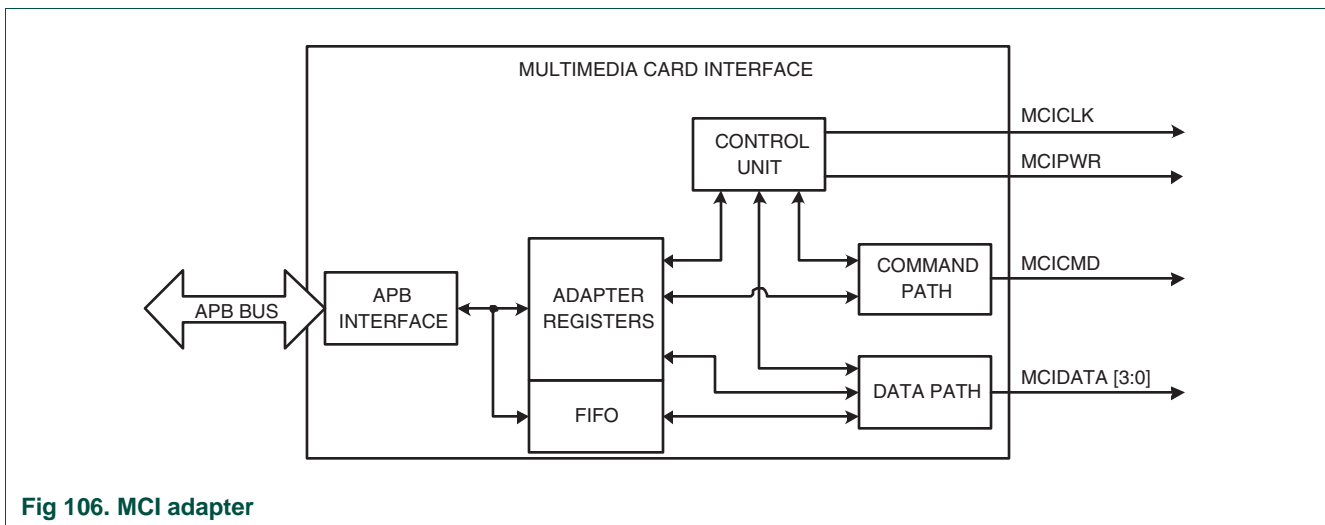 MULTIMEDIA CARD INTERFACE
MCICLK
CONTROL
UNIT
MCIPWR
APB BUS
APB
INTERFACE
ADAPTER
REGISTERS
COMMAND
PATH
MCICMD
FIFO
DATA PATH
MCIDATA [3:0]
Fig 106. MCI adapter